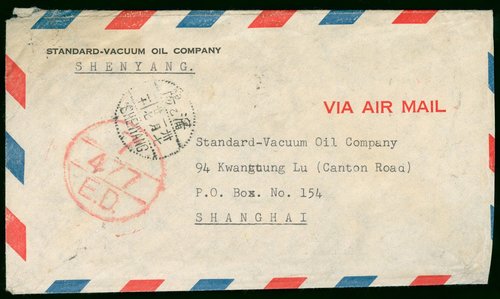 STANDARD-VACUUM OIL COMPANY
SHENYANG.
VIA AIR MAIL
SHENYANG
477
E.D.
Standard-Vacuum Oil Company
94 Kwangtung Lu (Canton Road)
P.O. Box. No. 154
SHANGHAI